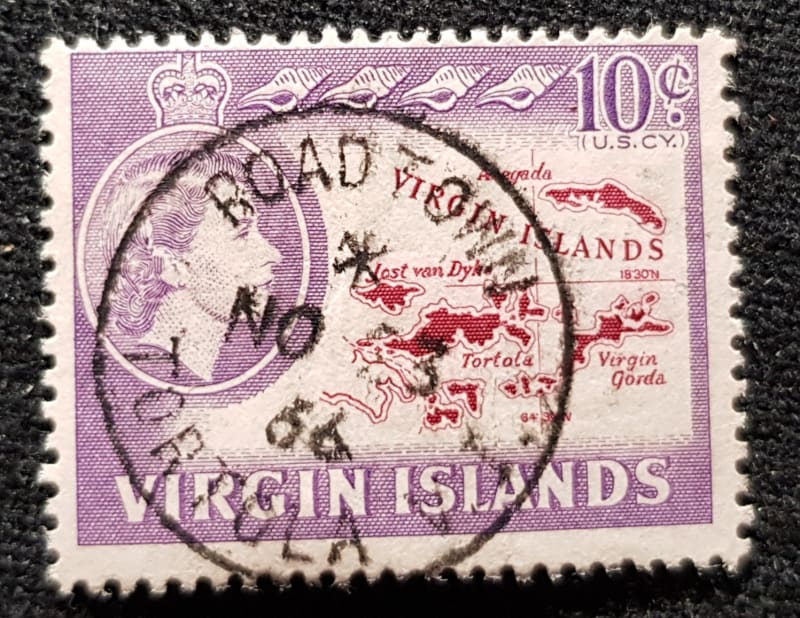 10¢
(U.S.CY.)
Anegada
VIRGIN ISLANDS
18°30'N
Jost van Dyke
Tortola
Virgin
Gorda
VIRGIN ISLANDS
ROAD TOWN
NO 23
64
TORTOLA